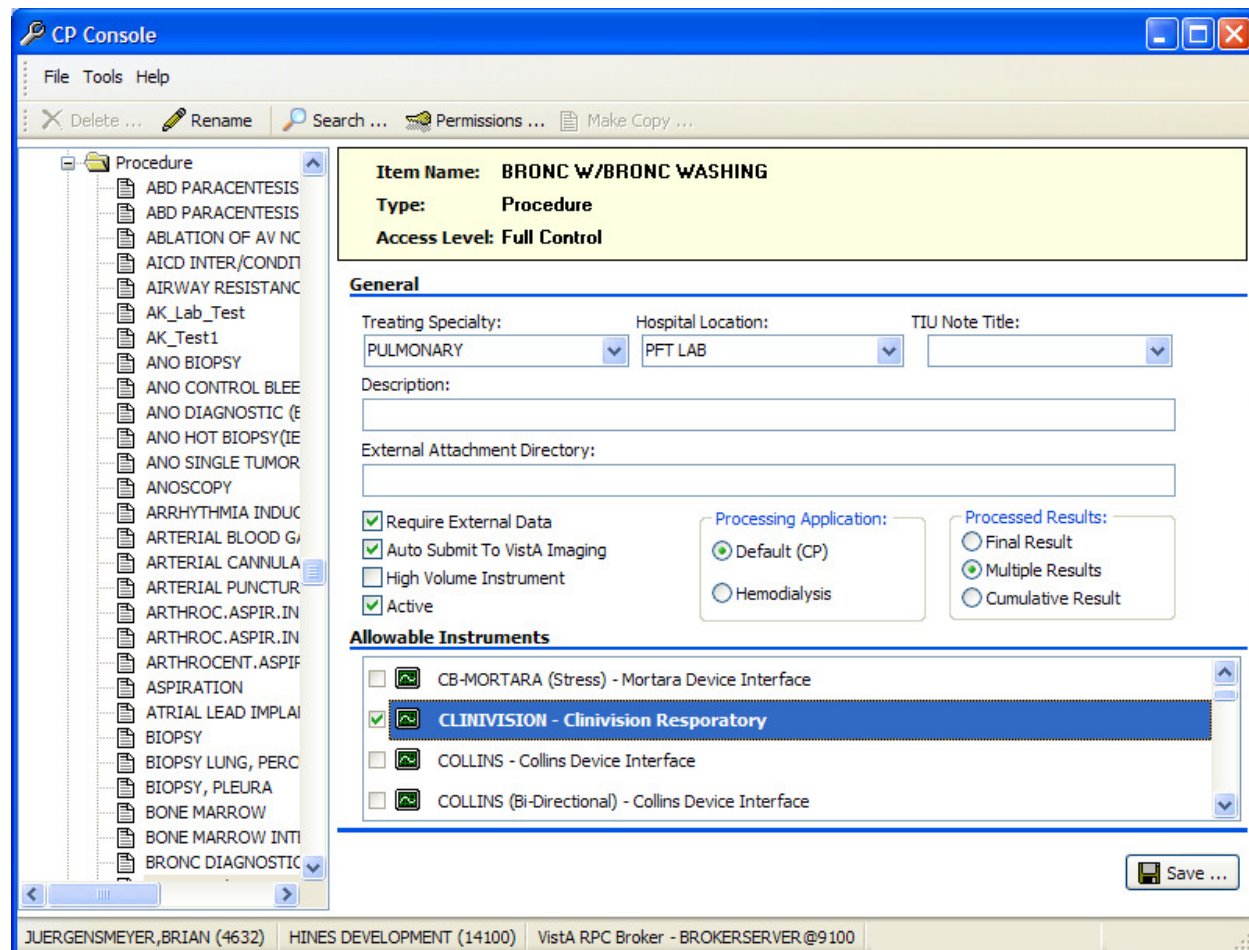 CP Console
File Tools Help
Delete ... Rename Search ... Permissions ... Make Copy ...
Procedure
ABD PARACENTESIS
ABD PARACENTESIS
ABLATION OF AV NO
AICD INTER/CONDIT
AIRWAY RESISTANC
AK_Lab_Test
AK_Test1
ANO BIOPSY
ANO CONTROL BLEE
ANO DIAGNOSTIC (E
ANO HOT BIOPSY(IE
ANO SINGLE TUMOR
ANOSCOPY
ARRHYTHMIA INDUC
ARTERIAL BLOOD GA
ARTERIAL CANNULA
ARTERIAL PUNCTUR
ARTHROC.ASPIR.IN
ARTHROC.ASPIR.IN
ARTHROCENT.ASPIF
ASPIRATION
ATRIAL LEAD IMPLAI
BIOPSY
BIOPSY LUNG, PERC
BIOPSY, PLEURA
BONE MARROW
BONE MARROW INTI
BRONC DIAGNOSTIC
Item Name: BRONC W/BRONC WASHING
Type: Procedure
Access Level: Full Control
General
Treating Specialty: Hospital Location: TIU Note Title:
PULMONARY PFT LAB
Description:
External Attachment Directory:
Require External Data
Auto Submit To VistA Imaging
High Volume Instrument
Active
Processing Application:
Default (CP)
Hemodialysis
Processed Results:
Final Result
Multiple Results
Cumulative Result
Allowable Instruments
CB-MORTARA (Stress) - Mortara Device Interface
CLINIVISION - Clinivision Resporatory
COLLINS - Collins Device Interface
COLLINS (Bi-Directional) - Collins Device Interface
Save ...
JUERGENSMEYER,BRIAN (4632) HINES DEVELOPMENT (14100) VistA RPC Broker - BROKERSERVER@9100